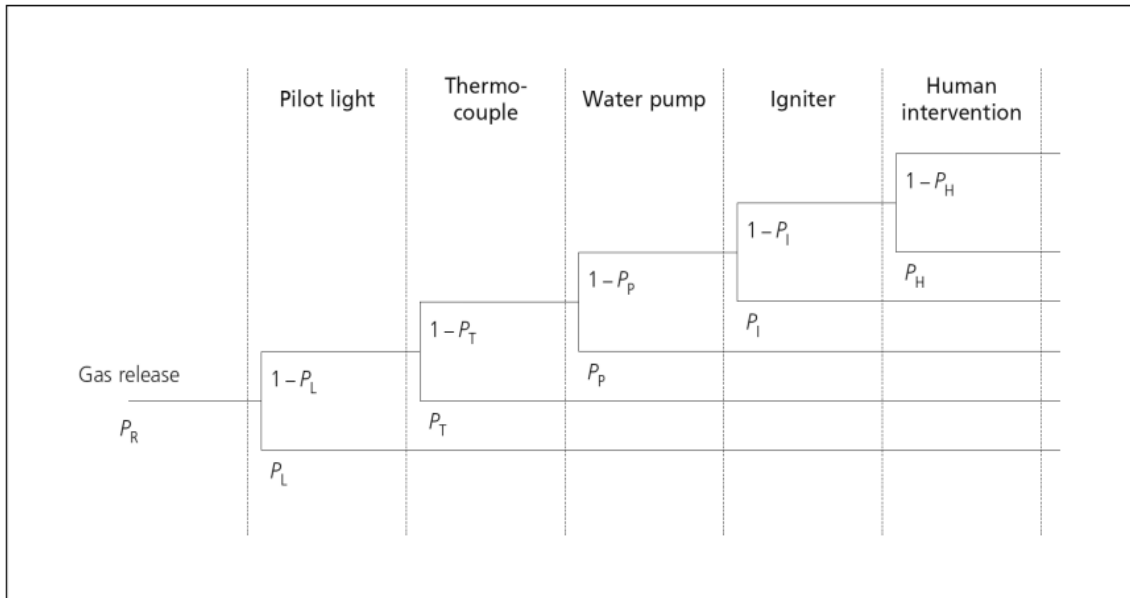 Pilot light
Thermo-
couple
Water pump
Igniter
Human
intervention
1 – P_H
1 – P_I
P_H
1 – P_P
P_I
1 – P_T
P_P
Gas release
1 – P_L
P_R
P_T
P_L